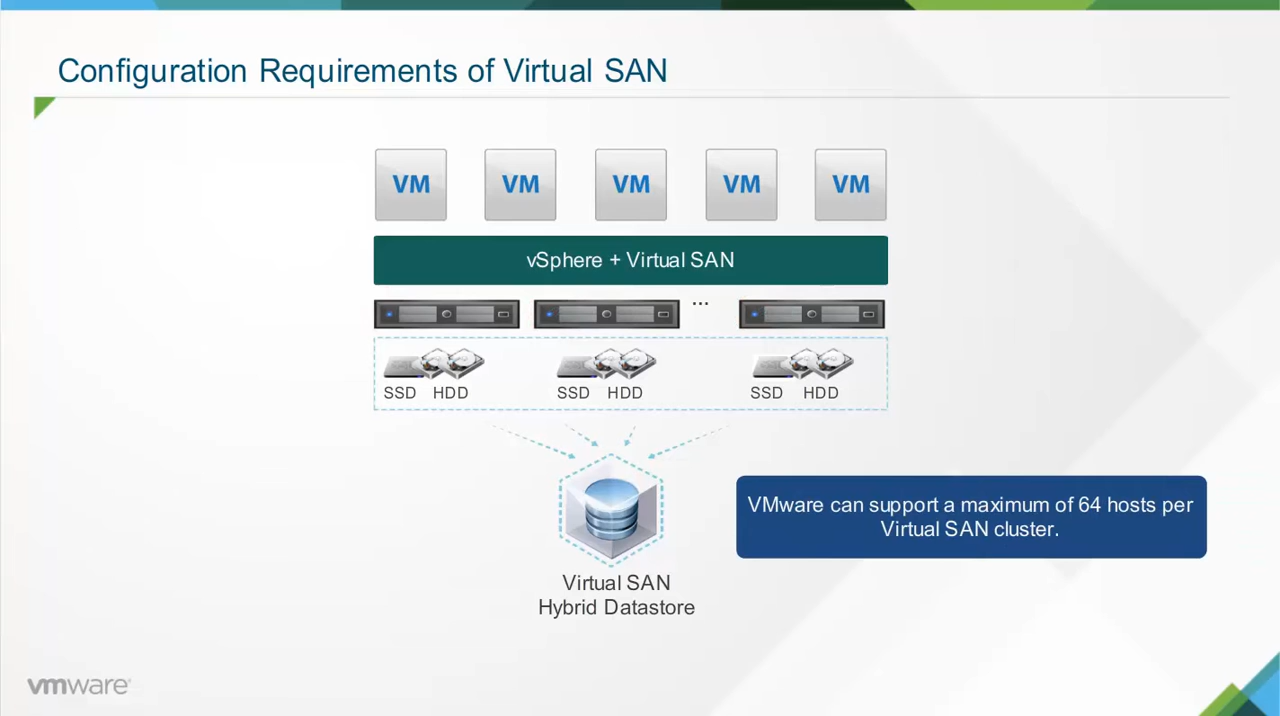 Configuration Requirements of Virtual SAN
VM VM VM VM VM
vSphere + Virtual SAN
...
SSD HDD SSD HDD SSD HDD
VMware can support a maximum of 64 hosts per
Virtual SAN cluster.
Virtual SAN
Hybrid Datastore
vmware®